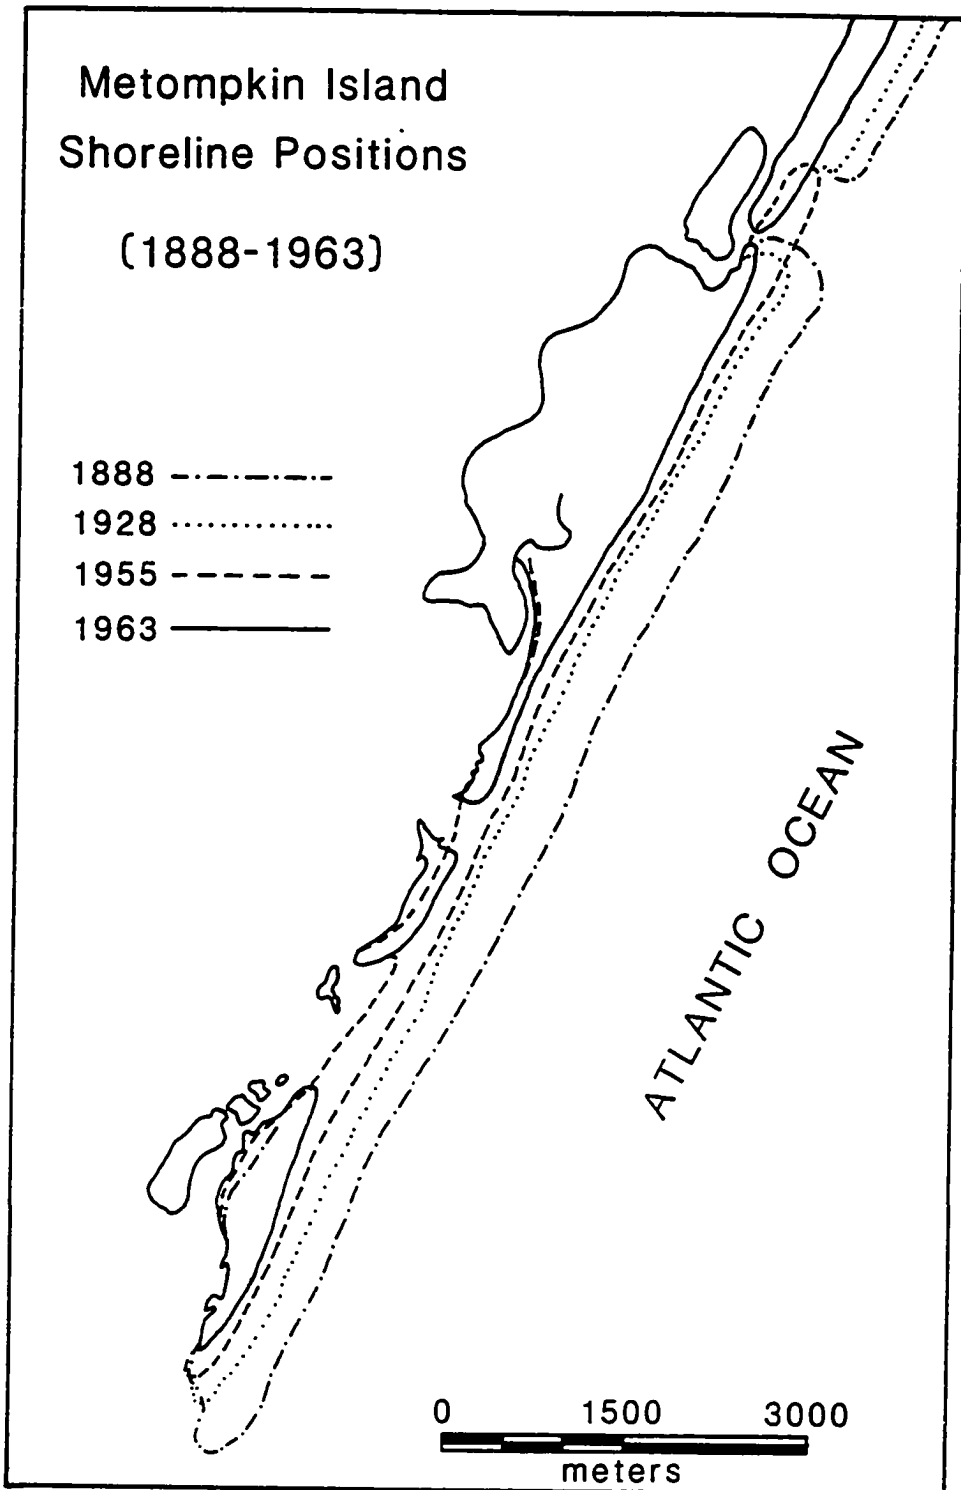 Metompkin Island
Shoreline Positions
(1888-1963)
1888
1928
1955
1963
ATLANTIC OCEAN
0 1500 3000
meters